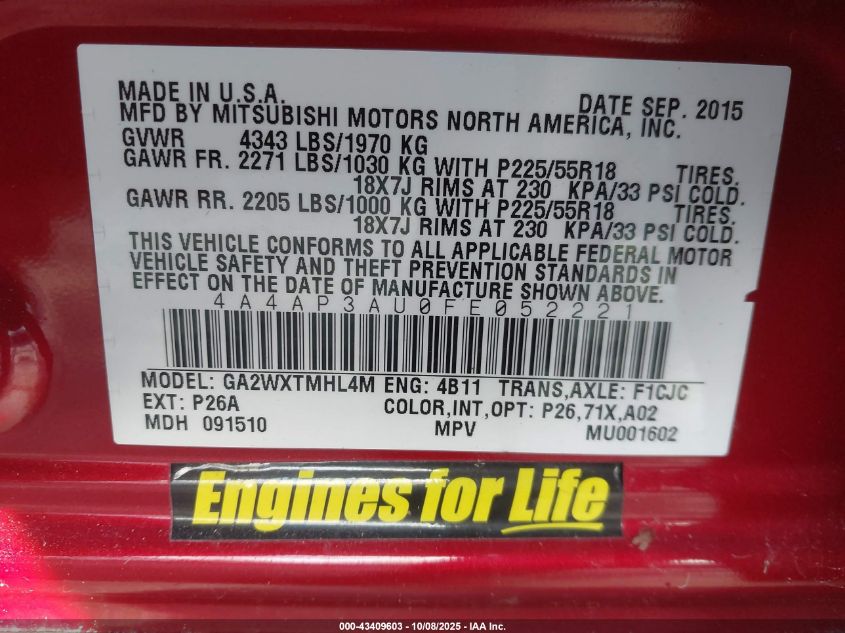 MADE IN U.S.A. DATE SEP. 2015
MFD BY MITSUBISHI MOTORS NORTH AMERICA, INC.
GVWR 4343 LBS/1970 KG
GAWR FR. 2271 LBS/1030 KG WITH P225/55R18 TIRES.
18X7J RIMS AT 230 KPA/33 PSI COLD.
GAWR RR. 2205 LBS/1000 KG WITH P225/55R18 TIRES.
18X7J RIMS AT 230 KPA/33 PSI COLD.
THIS VEHICLE CONFORMS TO ALL APPLICABLE FEDERAL MOTOR
VEHICLE SAFETY AND THEFT PREVENTION STANDARDS IN
EFFECT ON THE DATE OF MANUFACTURE SHOWN ABOVE.
4A4AP3AU0FE052221
MODEL: GA2WXTMHL4M ENG: 4B11 TRANS,AXLE: F1CJC
EXT: P26A COLOR,INT,OPT: P26,71X,A02
MDH 091510 MPV MU001602
Engines for Life
000-43409603 - 10/08/2025 - IAA Inc.